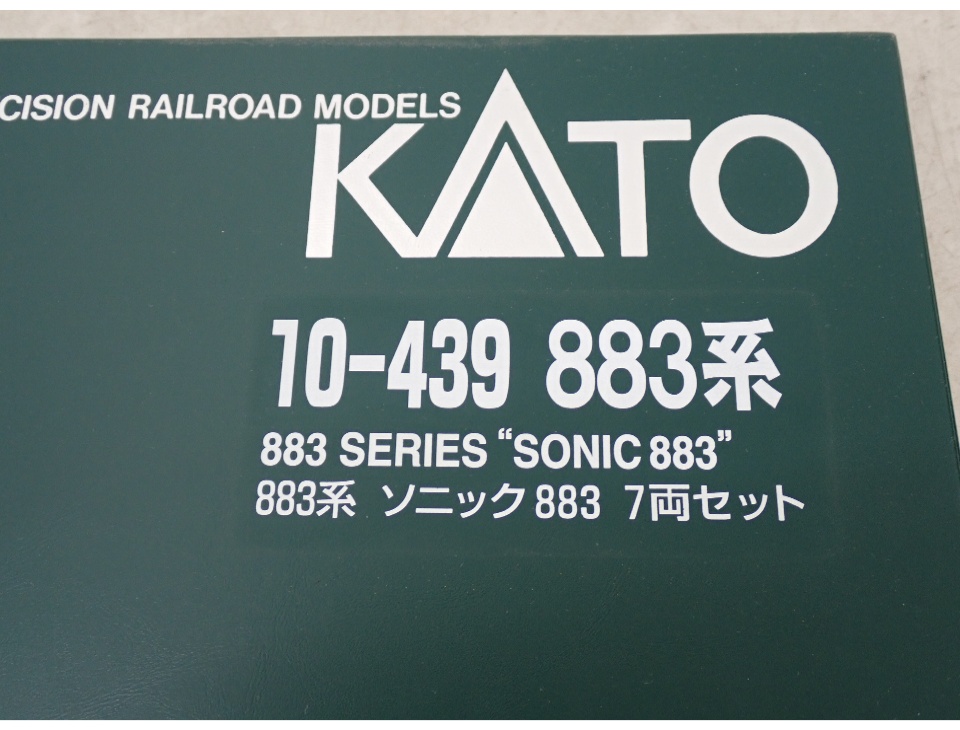 CISION RAILROAD MODELS
KATO
10-439 883系
883 SERIES “SONIC 883”
883系 ソニック883 7両セット